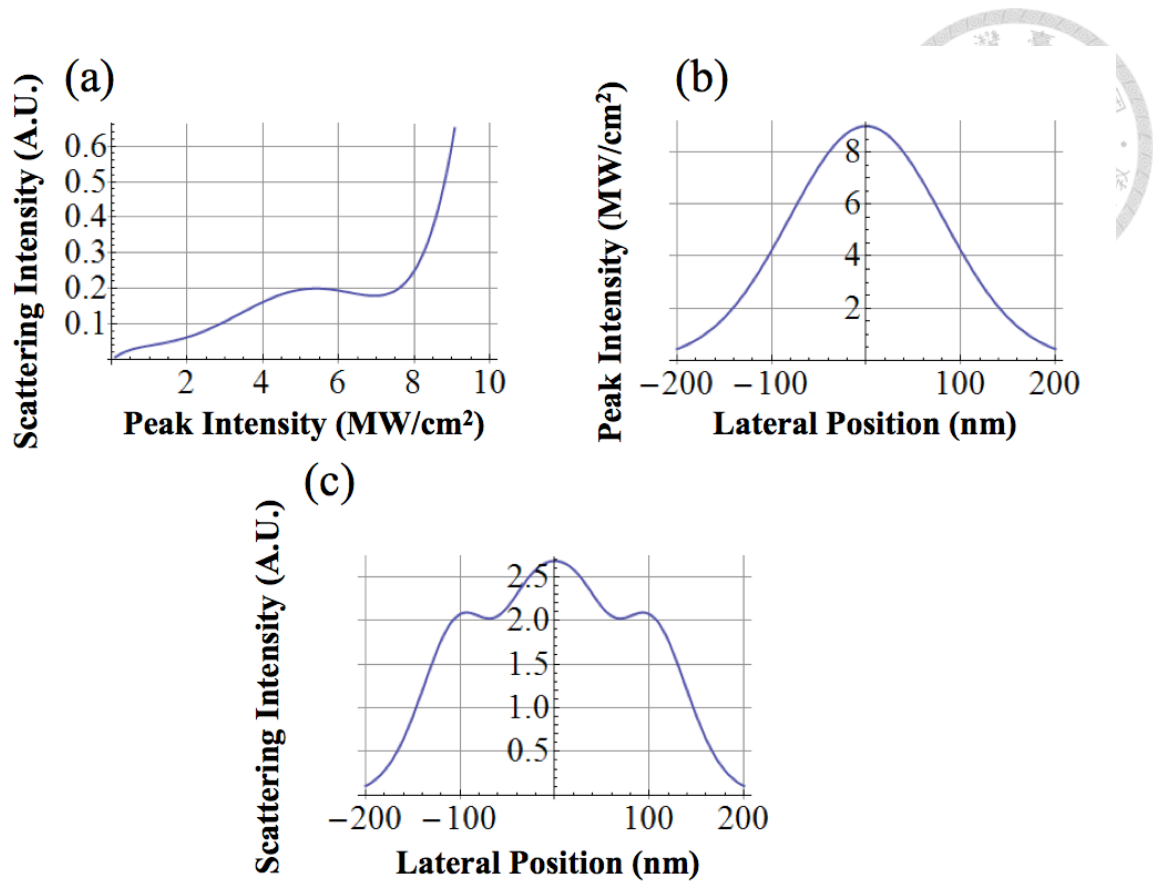 (a)
Scattering Intensity (A.U.)
0.6
0.5
0.4
0.3
0.2
0.1
2 4 6 8 10
Peak Intensity (MW/cm²)
(b)
Peak Intensity (MW/cm²)
8
6
4
2
−200 −100 100 200
Lateral Position (nm)
(c)
Scattering Intensity (A.U.)
2.5
2.0
1.5
1.0
0.5
−200 −100 100 200
Lateral Position (nm)